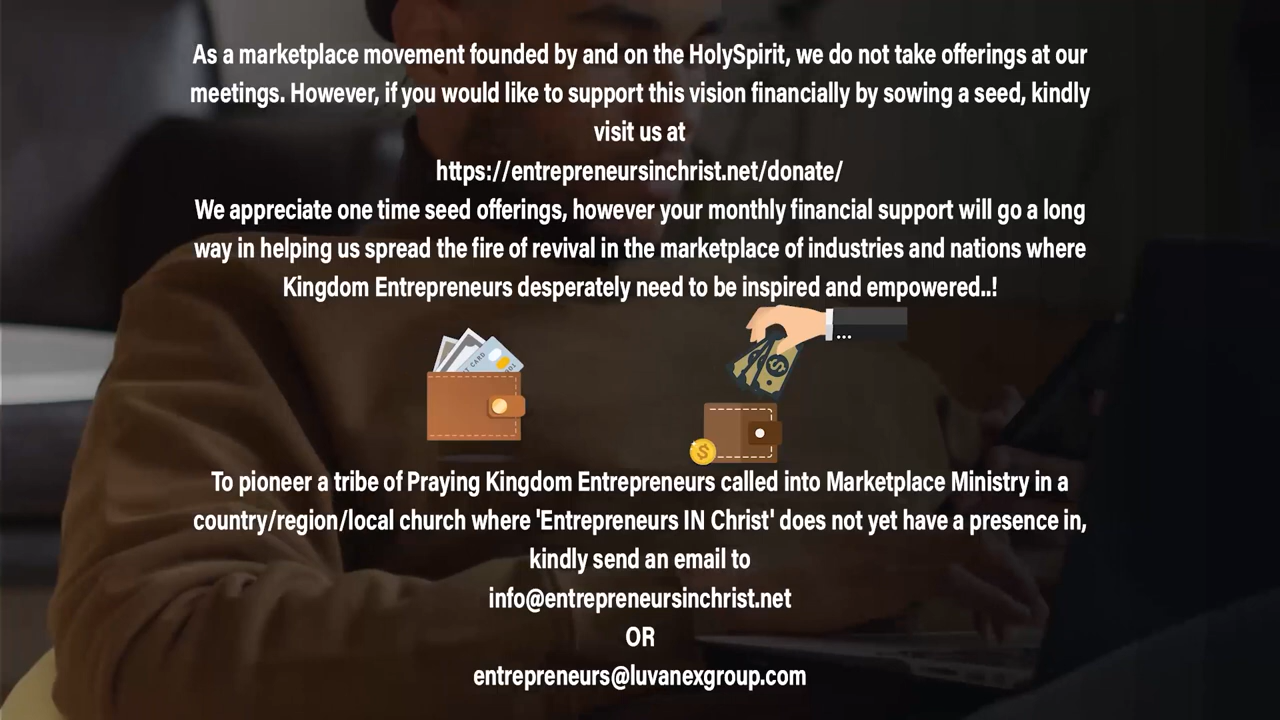 As a marketplace movement founded by and on the HolySpirit, we do not take offerings at our
meetings. However, if you would like to support this vision financially by sowing a seed, kindly
visit us at
https://entrepreneursinchrist.net/donate/
We appreciate one time seed offerings, however your monthly financial support will go a long
way in helping us spread the fire of revival in the marketplace of industries and nations where
Kingdom Entrepreneurs desperately need to be inspired and empowered..!
To pioneer a tribe of Praying Kingdom Entrepreneurs called into Marketplace Ministry in a
country/region/local church where 'Entrepreneurs IN Christ' does not yet have a presence in,
kindly send an email to
info@entrepreneursinchrist.net
OR
entrepreneurs@luvanexgroup.com